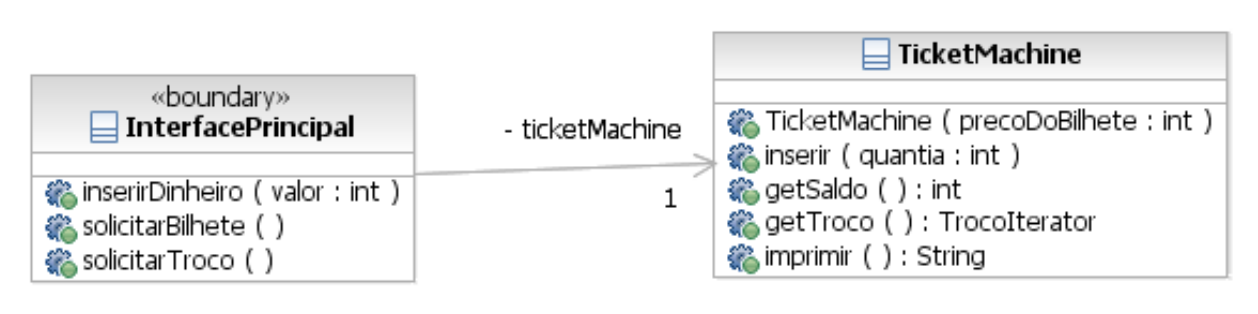 «boundary»
InterfacePrincipal
inserirDinheiro ( valor : int )
solicitarBilhete ( )
solicitarTroco ( )
- ticketMachine
1
TicketMachine
TicketMachine ( precoDoBilhete : int )
inserir ( quantia : int )
getSaldo ( ) : int
getTroco ( ) : TrocoIterator
imprimir ( ) : String